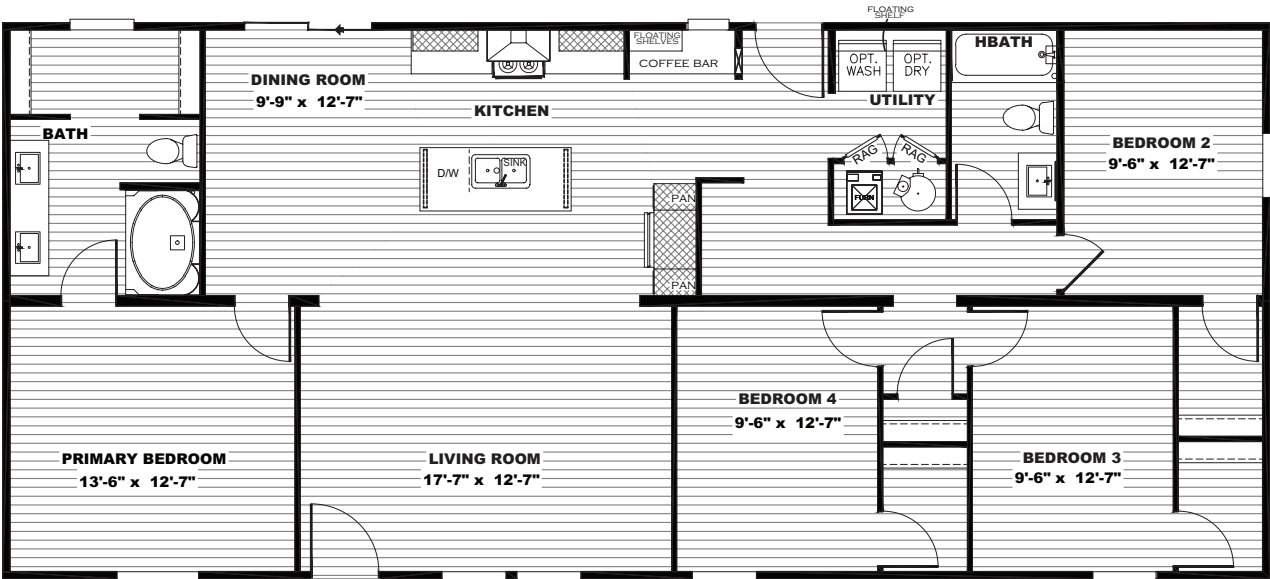 FLOATING
SHELF
FLOATING
SHELVES
COFFEE BAR
OPT.
WASH
OPT.
DRY
HBATH
DINING ROOM
9'-9" x 12'-7"
KITCHEN
UTILITY
BATH
BEDROOM 2
9'-6" x 12'-7"
D/W
SINK
RAG
RAG
PAN
FURN
PAN
BEDROOM 4
9'-6" x 12'-7"
PRIMARY BEDROOM
13'-6" x 12'-7"
LIVING ROOM
17'-7" x 12'-7"
BEDROOM 3
9'-6" x 12'-7"